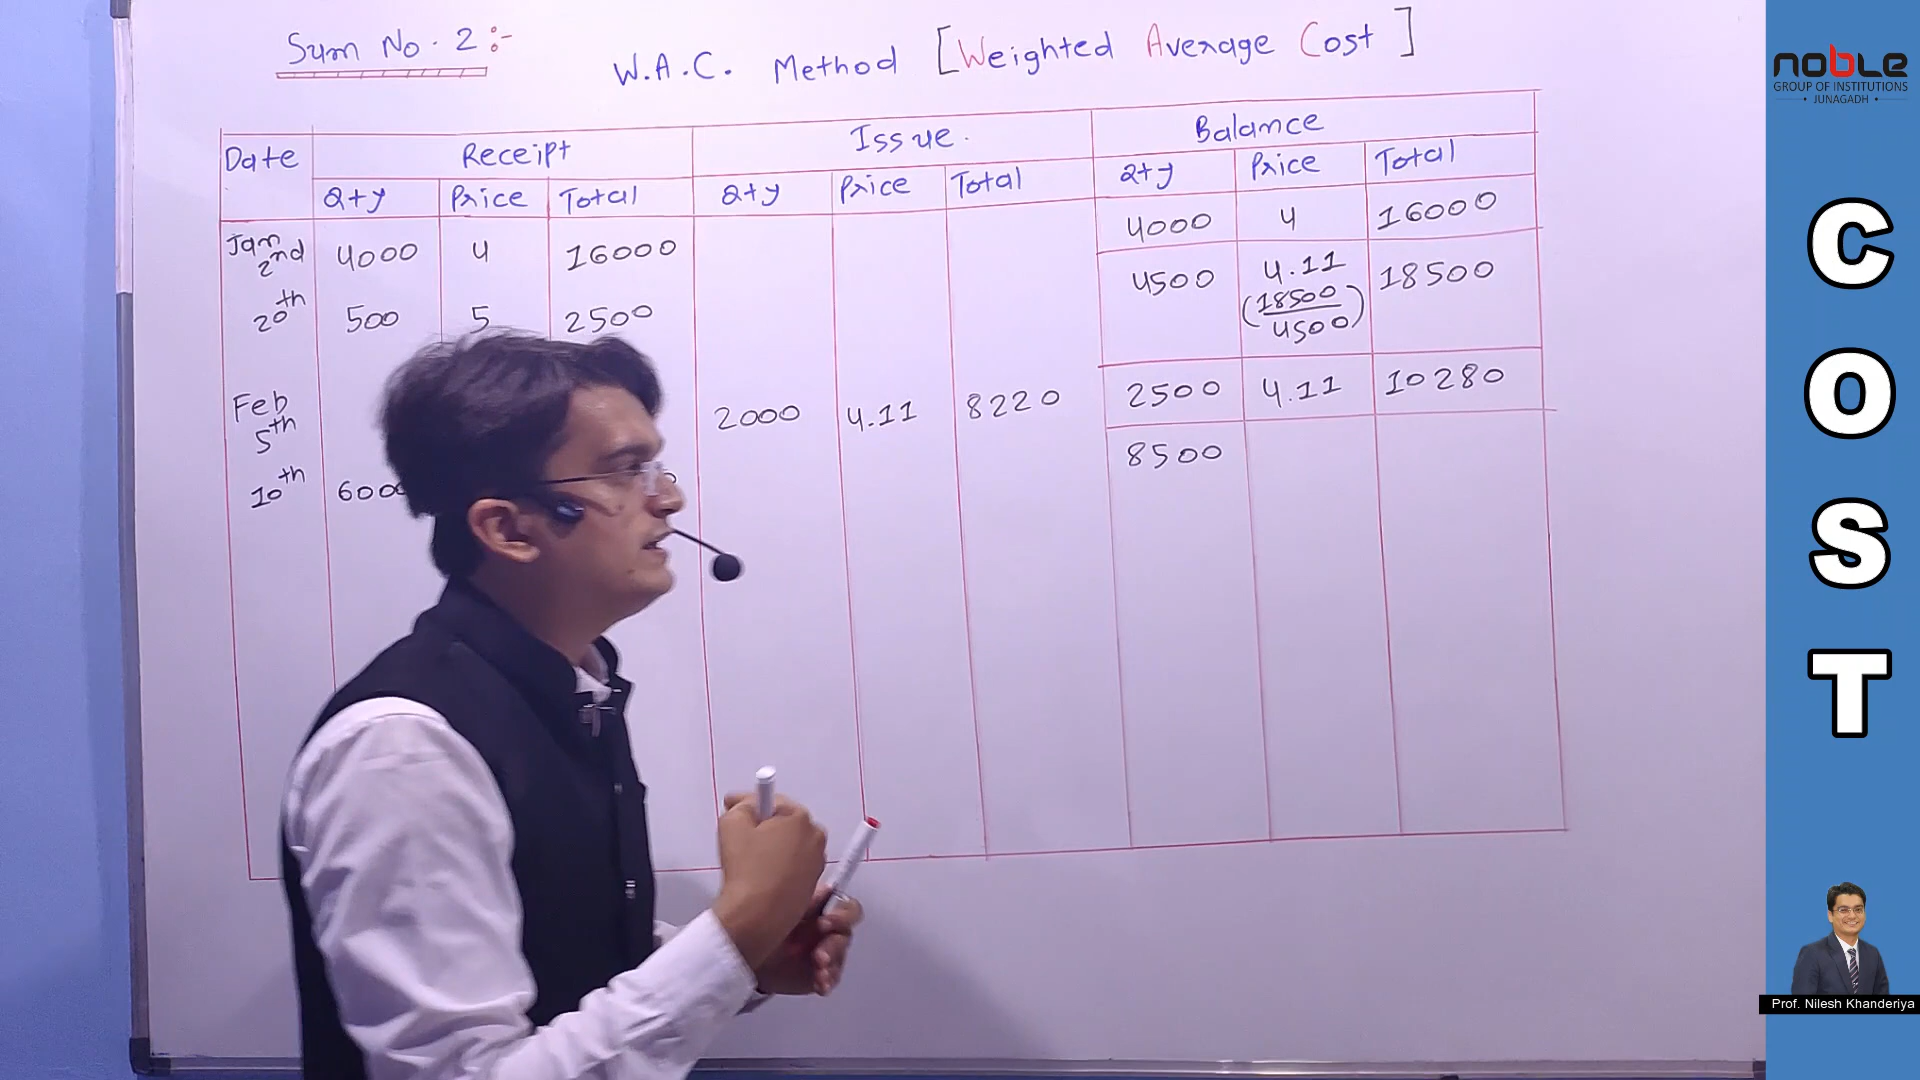 Sum No. 2 :-
W.A.C. Method [Weighted Average Cost]
Date Receipt Issue. Balance
Qty Price Total Qty Price Total Qty Price Total
4000 4 16000
Jan 2nd 4000 4 16000
4500 4.11 18500
(18500
4500)
20th 500 5 2500
Feb 5th 2000 4.11 8220 2500 4.11 10280
8500
10th
noble
GROUP OF INSTITUTIONS
• JUNAGADH •
COST
Prof. Nilesh Khanderiya